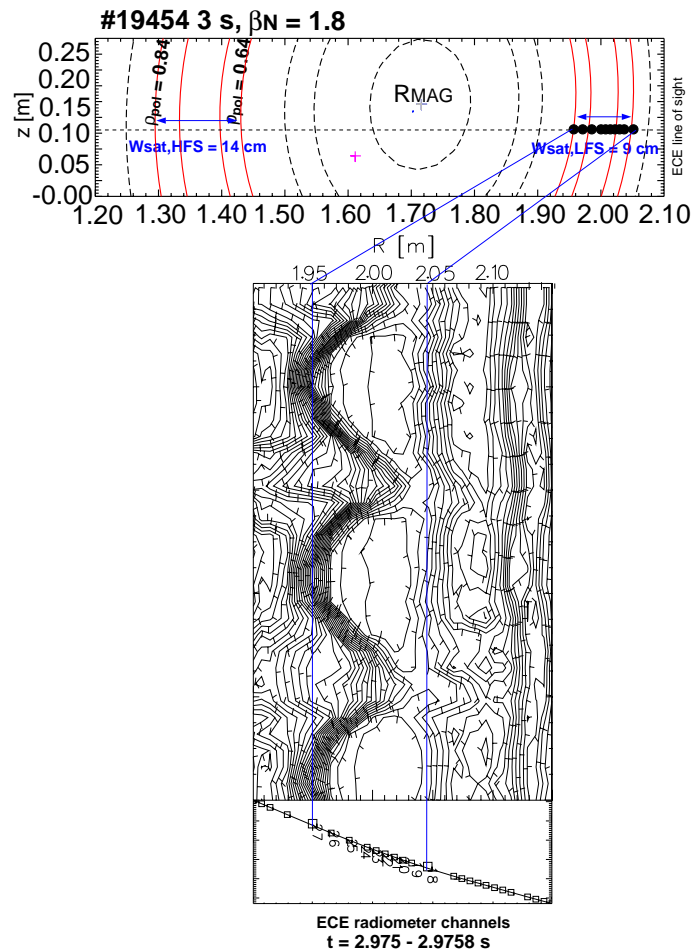 #19454 3 s, βN = 1.8
0.30
0.25
0.20
0.15
0.10
0.05
-0.00
z [m]
ρpol = 0.84
ρpol = 0.64
RMAG
Wsat,HFS = 14 cm
Wsat,LFS = 9 cm
ECE line of sight
1.20 1.30 1.40 1.50 1.60 1.70 1.80 1.90 2.00 2.10
R [m]
1.95 2.00 2.05 2.10
ECE radiometer channels
t = 2.975 - 2.9758 s